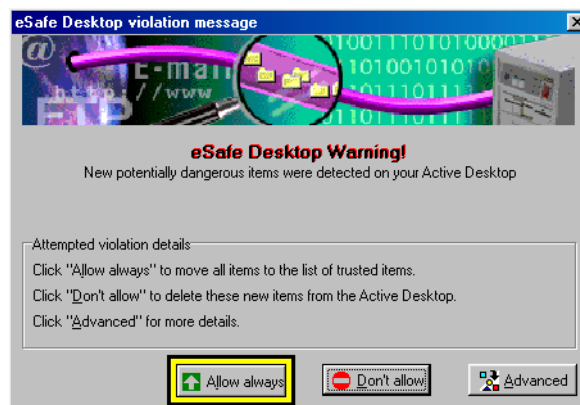 eSafe Desktop violation message
@
E-mail
http://www
FTP
eSafe Desktop Warning!
New potentially dangerous items were detected on your Active Desktop
Attempted violation details
Click "Allow always" to move all items to the list of trusted items.
Click "Don't allow" to delete these new items from the Active Desktop.
Click "Advanced" for more details.
Allow always
Don't allow
Advanced